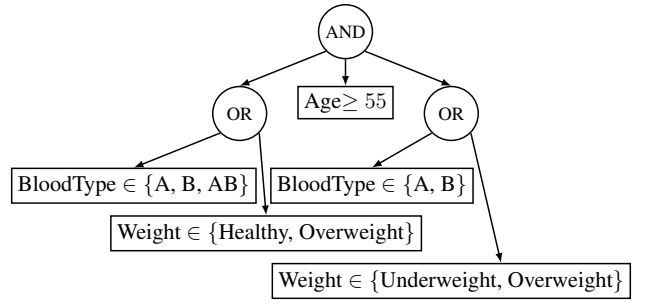 AND
OR
Age≥ 55
OR
BloodType ∈ {A, B, AB}
BloodType ∈ {A, B}
Weight ∈ {Healthy, Overweight}
Weight ∈ {Underweight, Overweight}